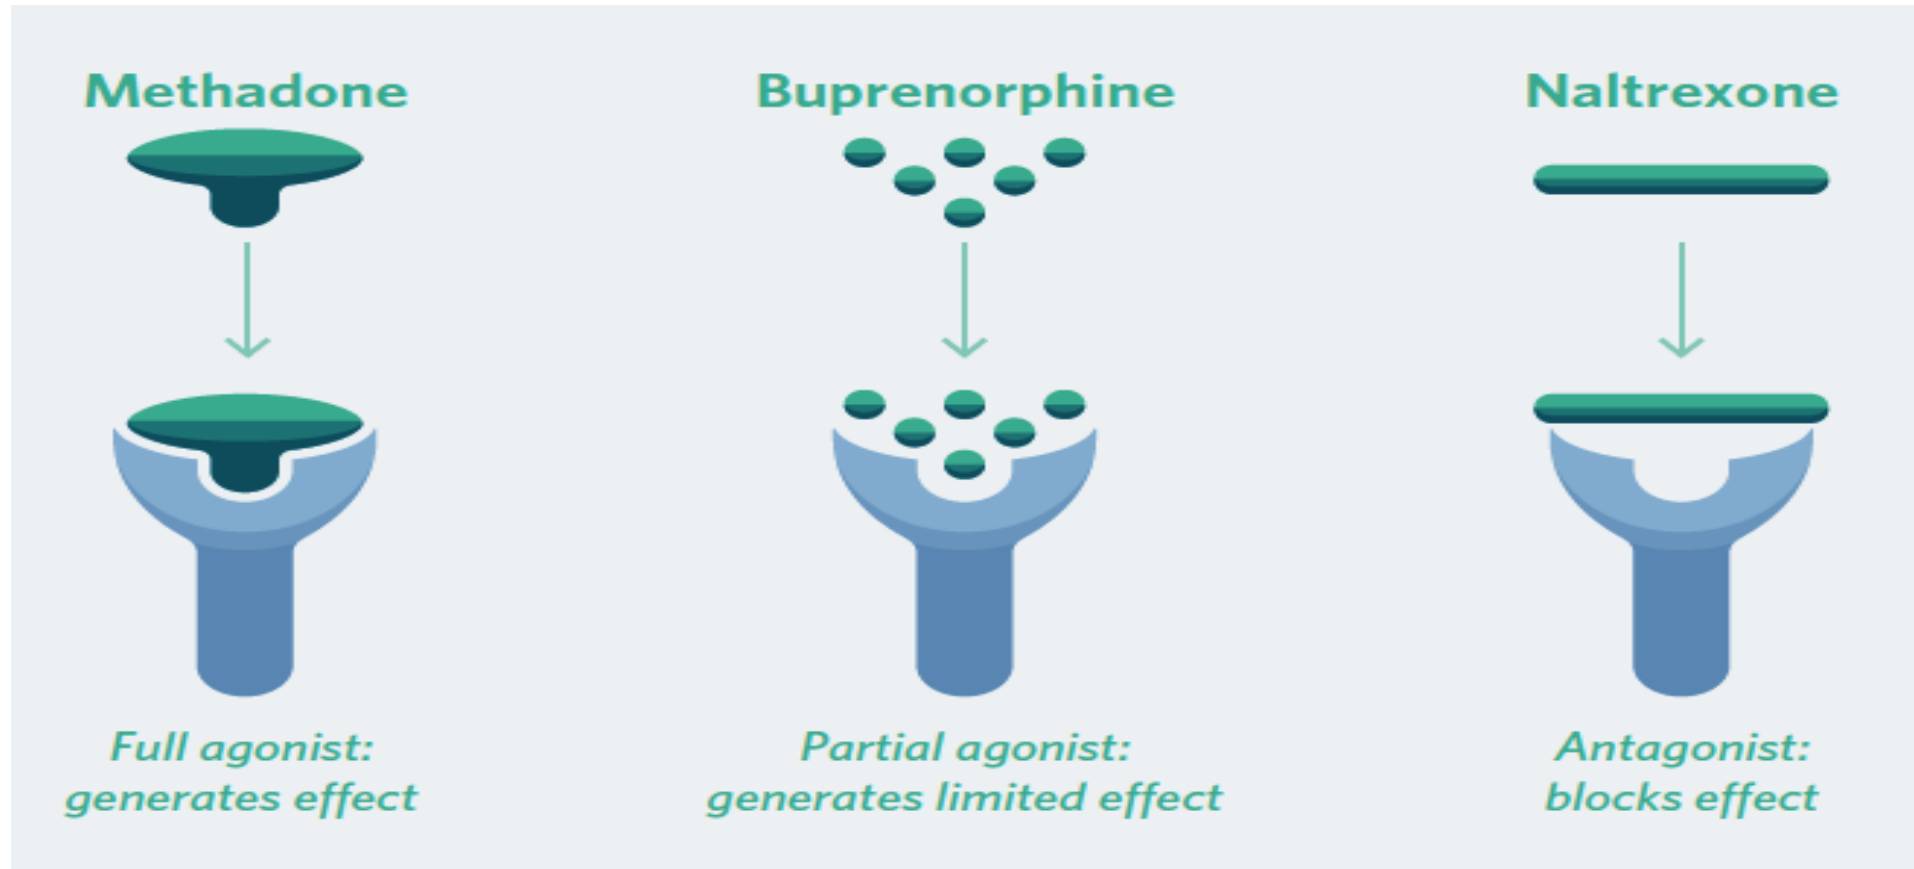 Methadone
Buprenorphine
Naltrexone
Full agonist:
generates effect
Partial agonist:
generates limited effect
Antagonist:
blocks effect